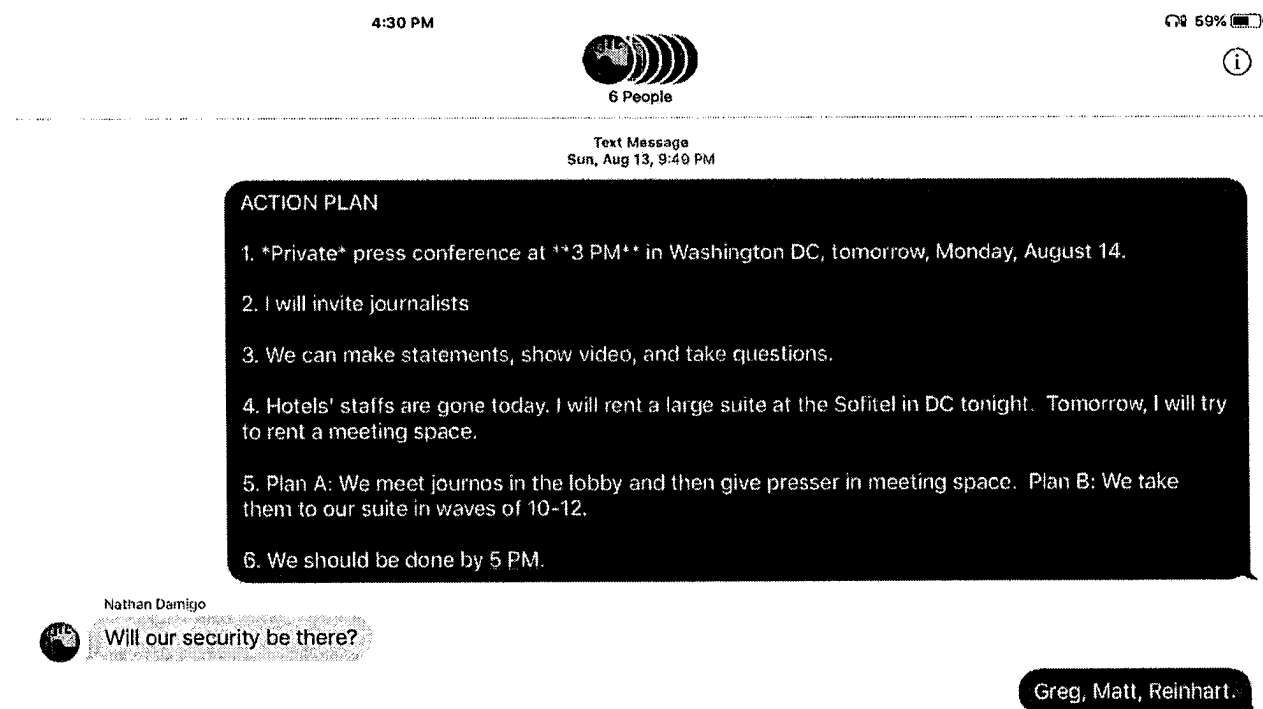 4:30 PM
59%
6 People
Text Message
Sun, Aug 13, 9:49 PM
ACTION PLAN
1. *Private* press conference at **3 PM** in Washington DC, tomorrow, Monday, August 14.
2. I will invite journalists
3. We can make statements, show video, and take questions.
4. Hotels' staffs are gone today. I will rent a large suite at the Sofitel in DC tonight.  Tomorrow, I will try
to rent a meeting space.
5. Plan A: We meet journos in the lobby and then give presser in meeting space.  Plan B: We take
them to our suite in waves of 10-12.
6. We should be done by 5 PM.
Nathan Damigo
Will our security be there?
Greg, Matt, Reinhart.